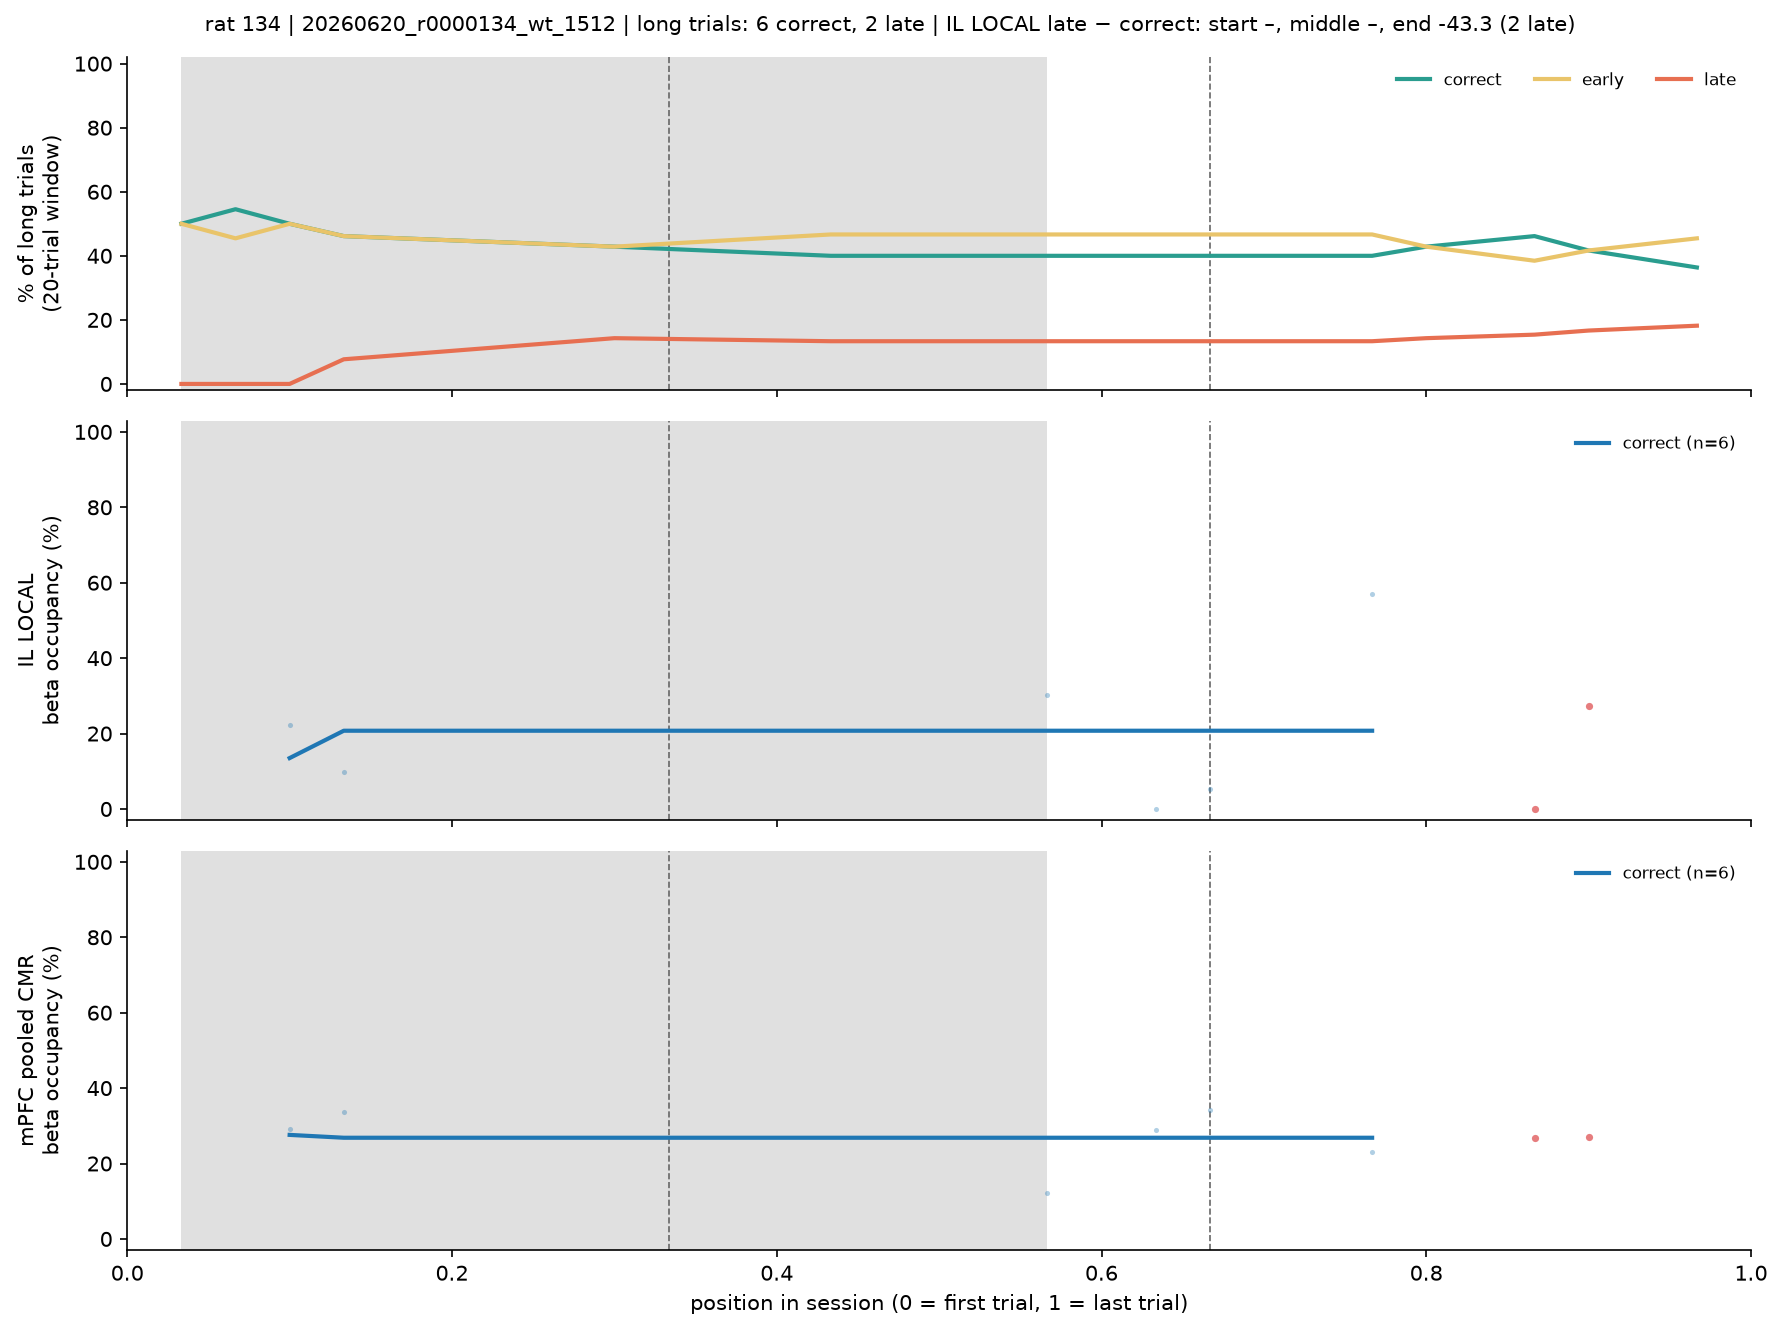 rat 134 | 20260620_r0000134_wt_1512 | long trials: 6 correct, 2 late | IL LOCAL late − correct: start –, middle –, end -43.3 (2 late)
% of long trials
(20-trial window)
100
80
60
40
20
0
correct
early
late
IL LOCAL
beta occupancy (%)
100
80
60
40
20
0
correct (n=6)
mPFC pooled CMR
beta occupancy (%)
100
80
60
40
20
0
correct (n=6)
0.0
0.2
0.4
0.6
0.8
1.0
position in session (0 = first trial, 1 = last trial)